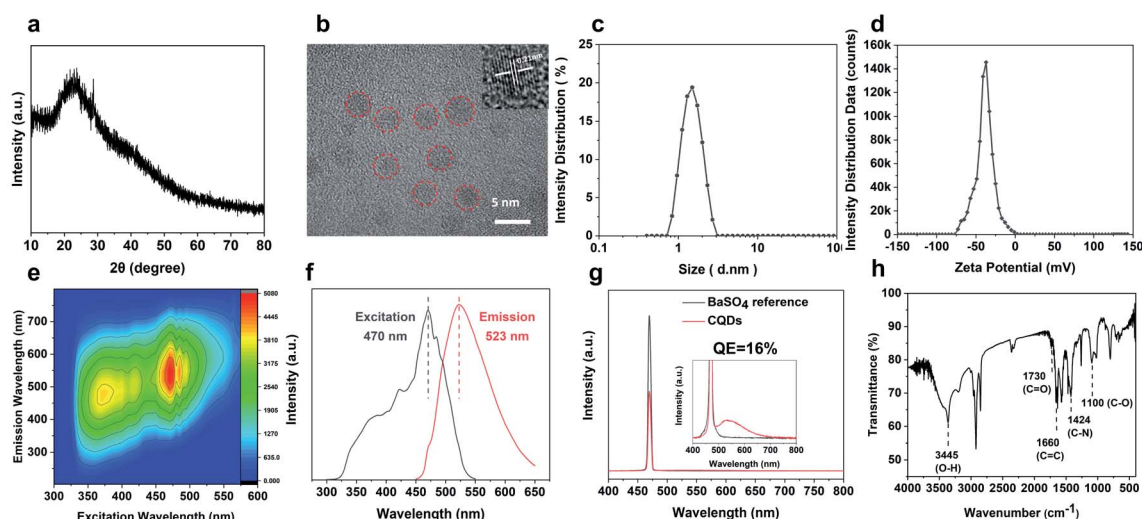 a
Intensity (a.u.)
10 20 30 40 50 60 70 80
2θ (degree)
b
0.21nm
5 nm
c
Intensity Distribution ( % )
25
20
15
10
5
0
0.1 1 10 100
Size ( d.nm )
d
Intensity Distribution Data (counts)
160k
140k
120k
100k
80k
60k
40k
20k
0
-150 -100 -50 0 50 100 150
Zeta Potential (mV)
e
Emission Wavelength (nm)
700
600
500
400
300
200
300 350 400 450 500 550 600
Excitation Wavelength (nm)
5080
4445
3810
3175
2540
1905
1270
635.0
0.000
f
Intensity (a.u.)
Excitation
470 nm
Emission
523 nm
300 350 400 450 500 550 600 650
Wavelength (nm)
g
Intensity (a.u.)
BaSO4 reference
CQDs
QE=16%
Intensity (a.u.)
400 500 600 700 800
Wavelength (nm)
400 450 500 550 600 650 700 750 800
Wavelength (nm)
h
Transmittance (%)
90
80
70
60
50
1730
(C=O)
1100 (C-O)
1424
(C-N)
1660
(C=C)
3445
(O-H)
4000 3500 3000 2500 2000 1500 1000 500
Wavenumber (cm-1)